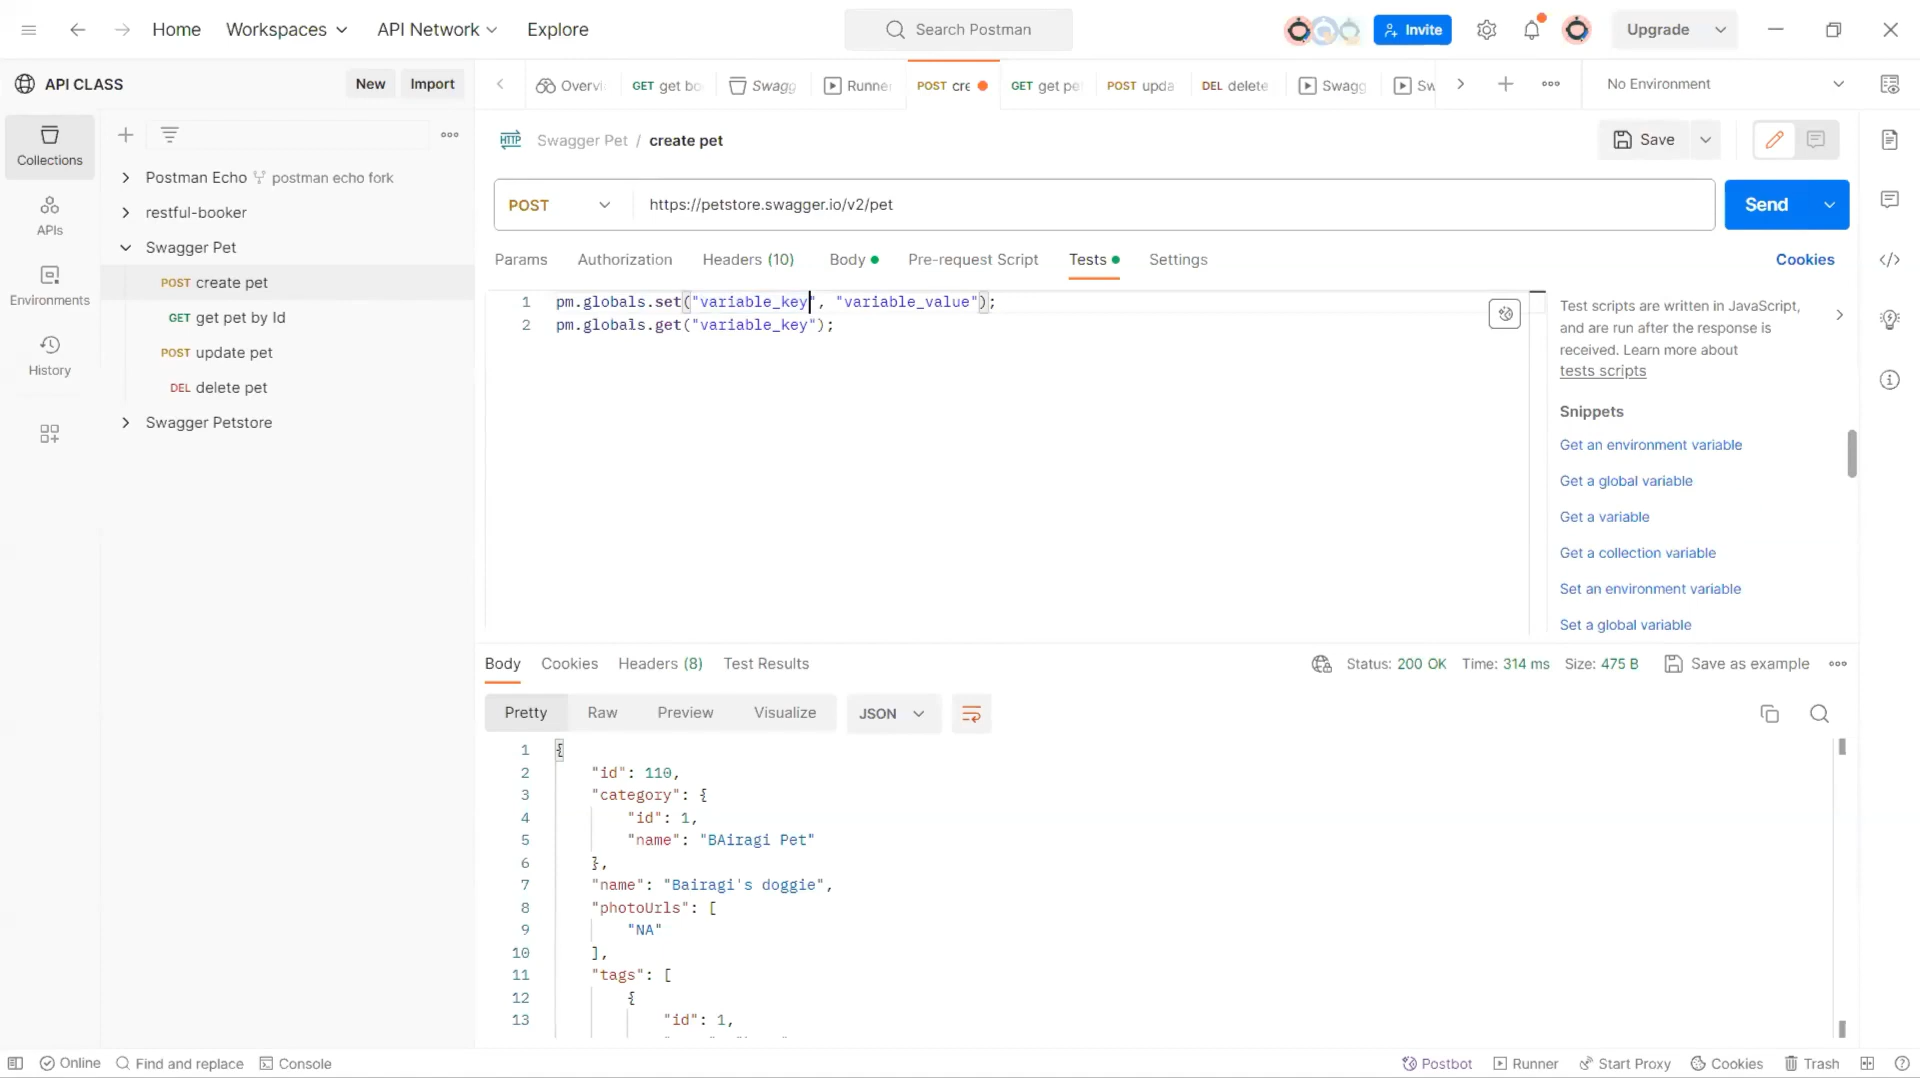 Home
Workspaces
API Network
Explore
Search Postman
Invite
Upgrade
API CLASS
New
Import
Overvi
GET get bo
Swagg
Runne
POST cre
GET get pe
POST upda
DEL delete
Swagg
Sw
No Environment
Collections
APIs
Environments
History
Postman Echo postman echo fork
restful-booker
Swagger Pet
POST create pet
GET get pet by Id
POST update pet
DEL delete pet
Swagger Petstore
HTTP Swagger Pet / create pet
Save
POST
https://petstore.swagger.io/v2/pet
Send
Params
Authorization
Headers (10)
Body
Pre-request Script
Tests
Settings
Cookies
1 pm.globals.set("variable_key", "variable_value");
2 pm.globals.get("variable_key");
Test scripts are written in JavaScript,
and are run after the response is
received. Learn more about
tests scripts
Snippets
Get an environment variable
Get a global variable
Get a variable
Get a collection variable
Set an environment variable
Set a global variable
Body
Cookies
Headers (8)
Test Results
Status: 200 OK
Time: 314 ms
Size: 475 B
Save as example
Pretty
Raw
Preview
Visualize
JSON
1 {
2 "id": 110,
3 "category": {
4 "id": 1,
5 "name": "BAiragi Pet"
6 },
7 "name": "Bairagi's doggie",
8 "photoUrls": [
9 "NA"
10 ],
11 "tags": [
12 {
13 "id": 1,
Online
Find and replace
Console
Postbot
Runner
Start Proxy
Cookies
Trash